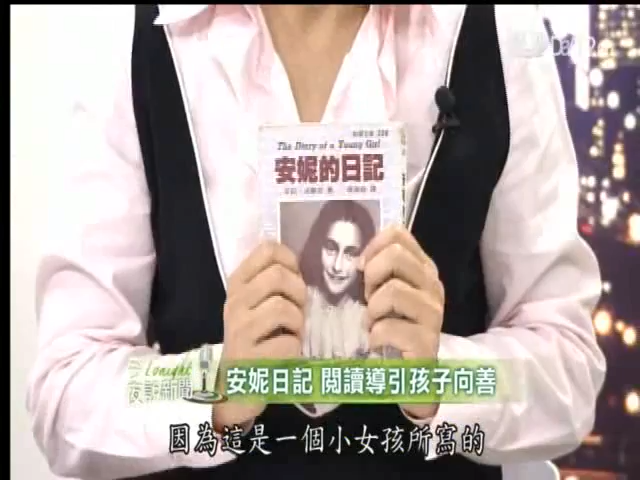 The Diary of a Young Girl
安妮的日記
Tonight
夜話新聞
安妮日記 閱讀導引孩子向善
因為這是一個小女孩所寫的